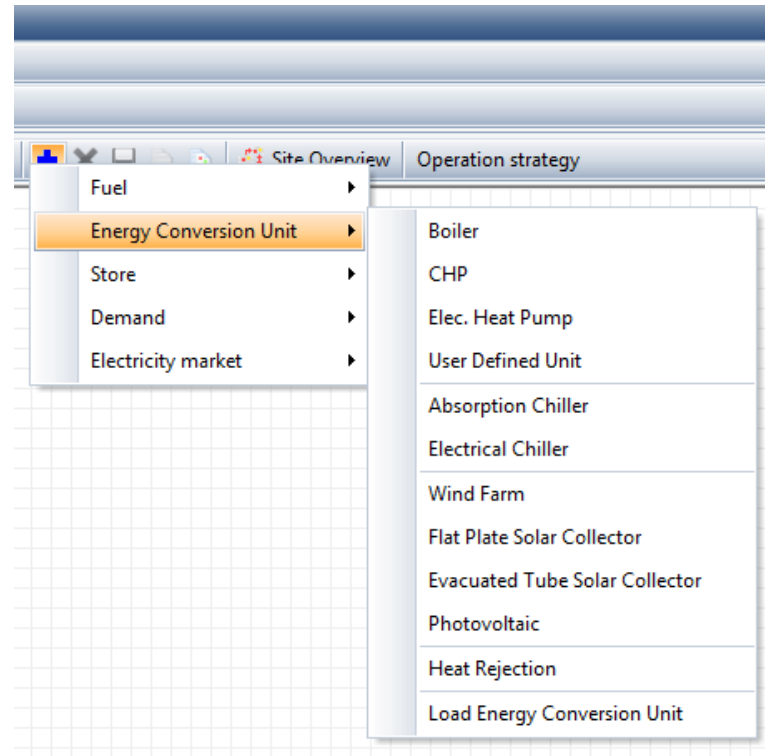 Site Overview
Operation strategy
Fuel
Energy Conversion Unit
Store
Demand
Electricity market
Boiler
CHP
Elec. Heat Pump
User Defined Unit
Absorption Chiller
Electrical Chiller
Wind Farm
Flat Plate Solar Collector
Evacuated Tube Solar Collector
Photovoltaic
Heat Rejection
Load Energy Conversion Unit